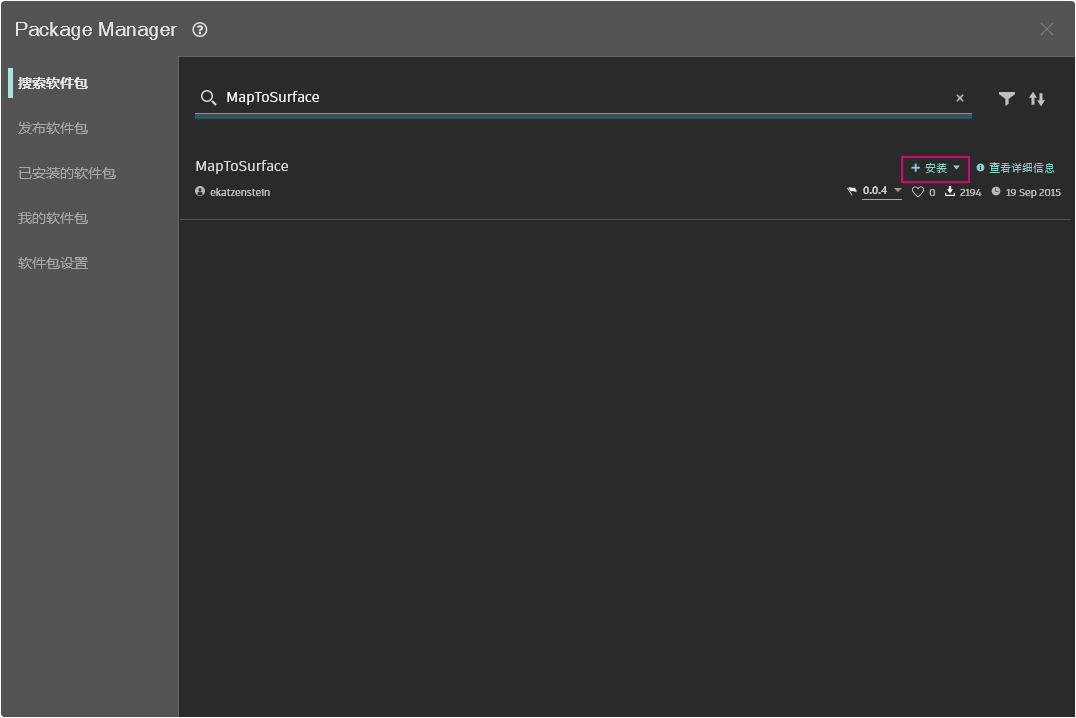 Package Manager
搜索软件包
发布软件包
已安装的软件包
我的软件包
软件包设置
MapToSurface
MapToSurface
安装 查看详细信息
ekatzenstein
0.0.4 0 2194 19 Sep 2015